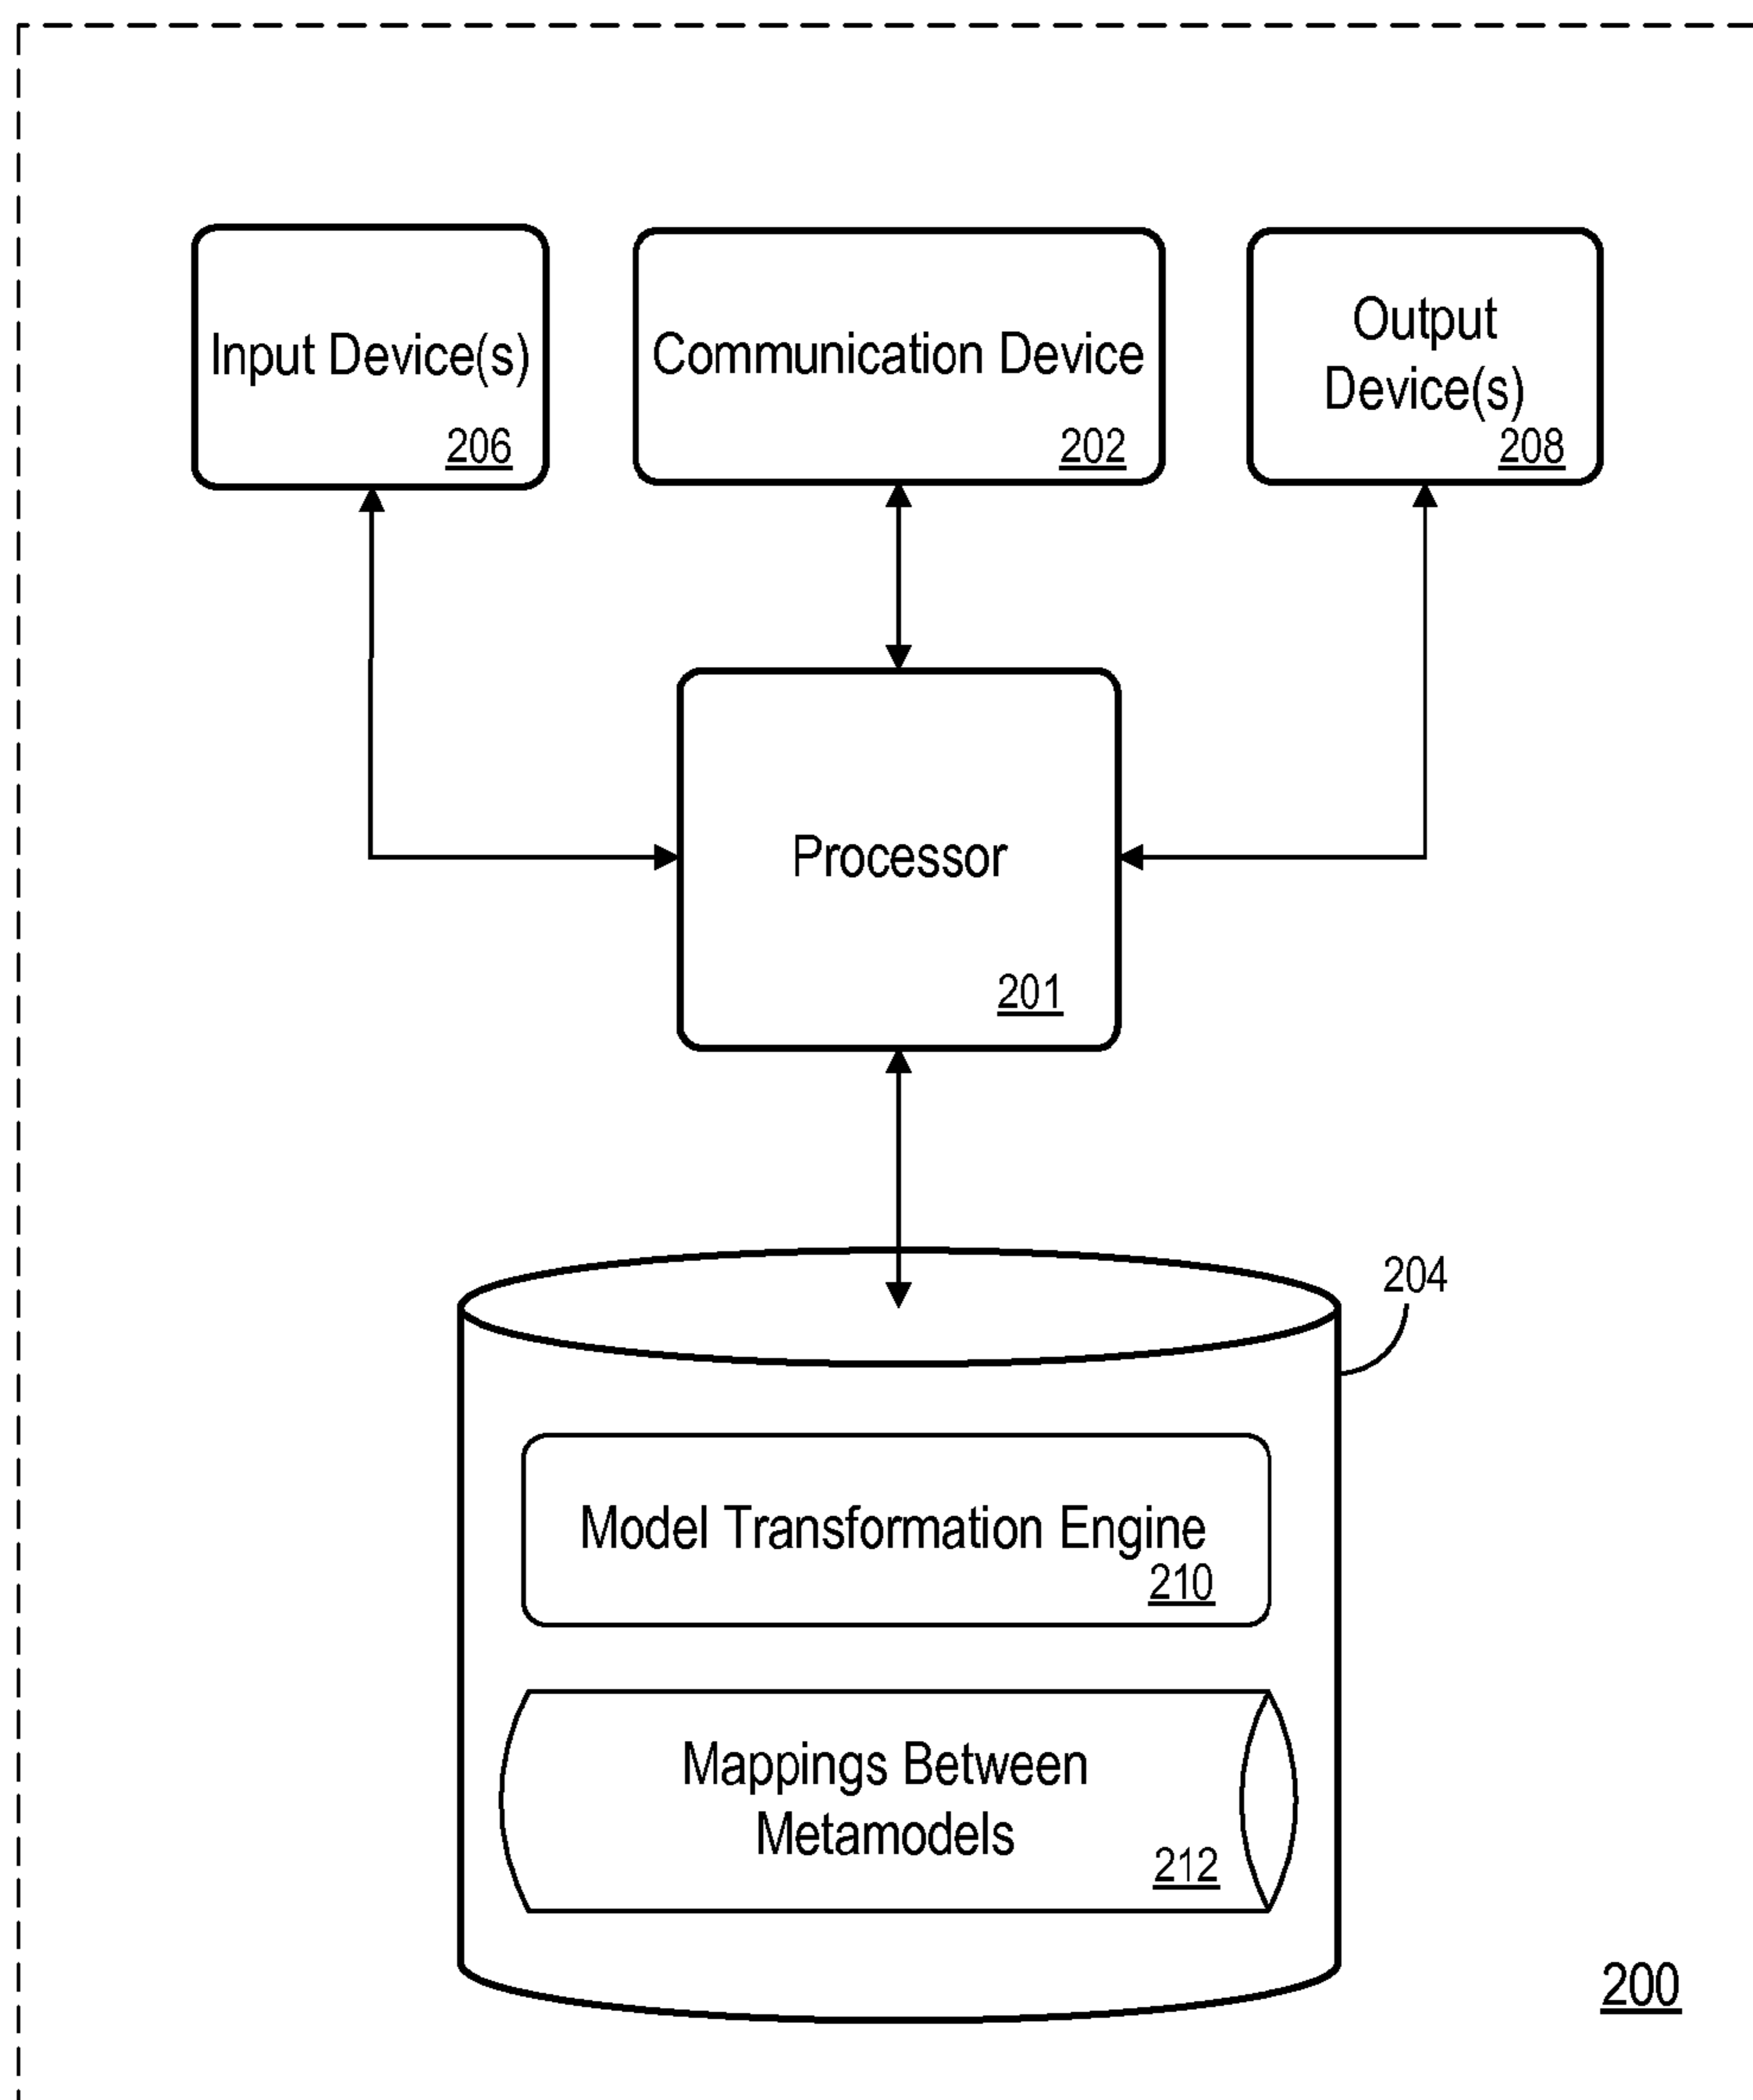 Input Device(s)
206
Communication Device
202
Output
Device(s)
208
Processor
201
204
Model Transformation Engine
210
Mappings Between
Metamodels
212
200